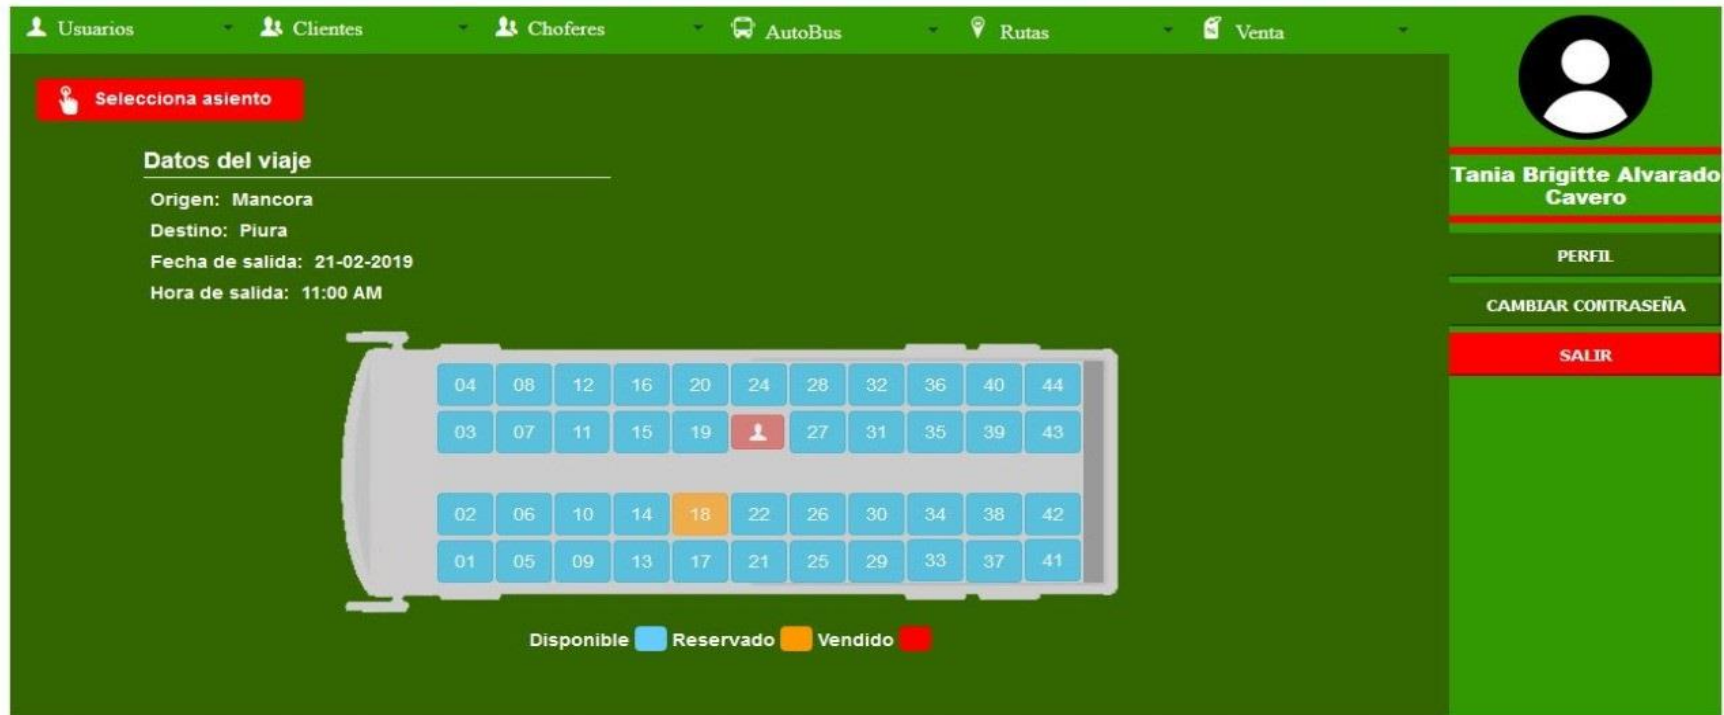 Usuarios Clientes Choferes AutoBus Rutas Venta
Selecciona asiento
Tania Brigitte Alvarado
Cavero
PERFIL
CAMBIAR CONTRASEÑA
SALIR
Datos del viaje
Origen: Mancora
Destino: Piura
Fecha de salida: 21-02-2019
Hora de salida: 11:00 AM
04 08 12 16 20 24 28 32 36 40 44
03 07 11 15 19 27 31 35 39 43
02 06 10 14 18 22 26 30 34 38 42
01 05 09 13 17 21 25 29 33 37 41
Disponible Reservado Vendido